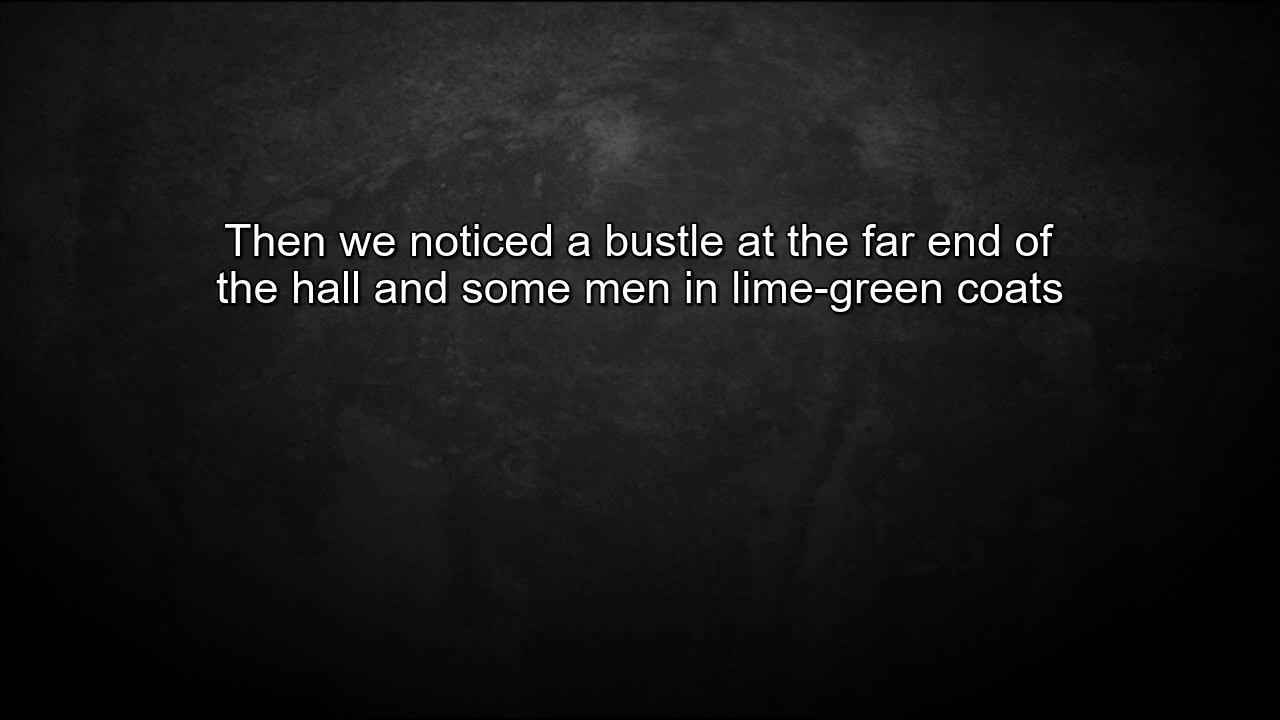 Then we noticed a bustle at the far end of
the hall and some men in lime-green coats